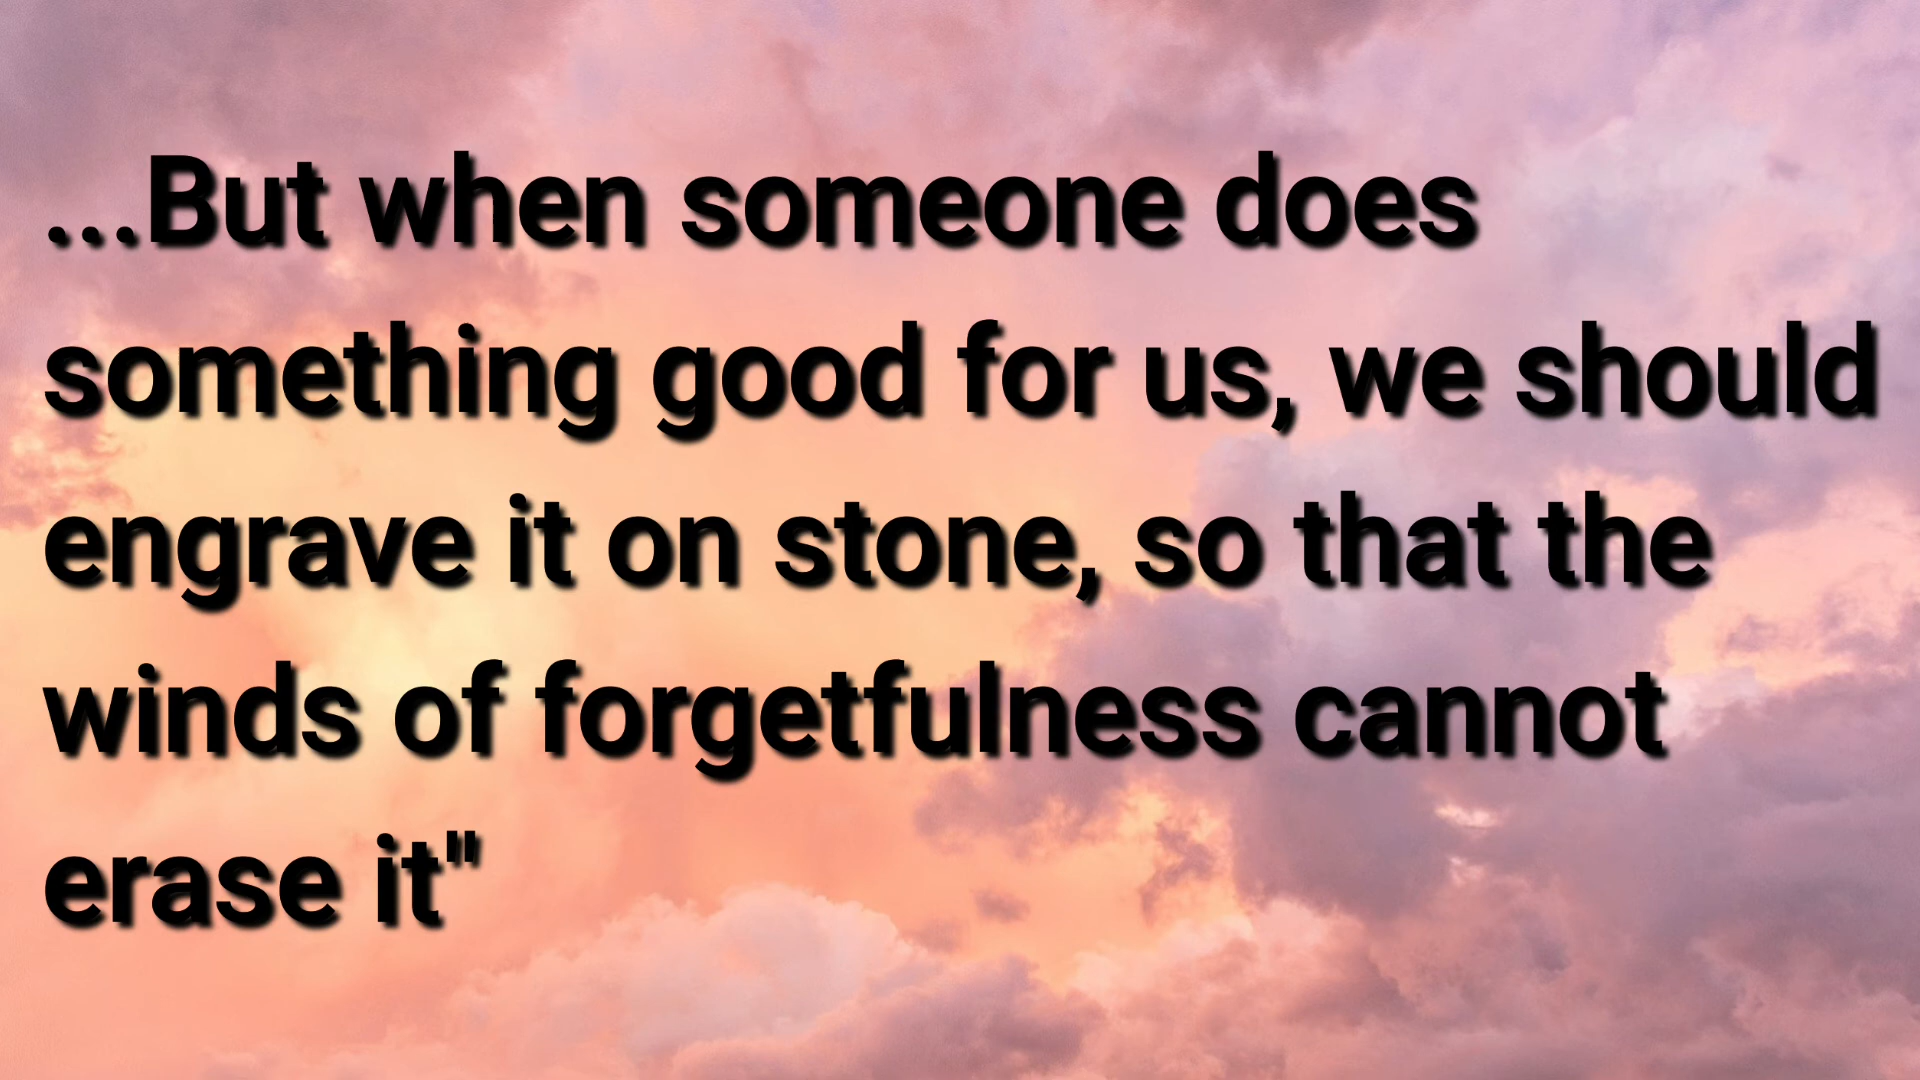 ...But when someone does
something good for us, we should
engrave it on stone, so that the
winds of forgetfulness cannot
erase it"